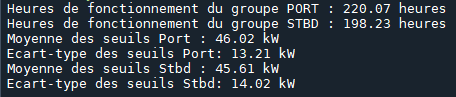 Heures de fonctionnement du groupe PORT : 220.07 heures
Heures de fonctionnement du groupe STBD : 198.23 heures
Moyenne des seuils Port : 46.02 kW
Ecart-type des seuils Port: 13.21 kW
Moyenne des seuils Stbd : 45.61 kW
Ecart-type des seuils Stbd: 14.02 kW